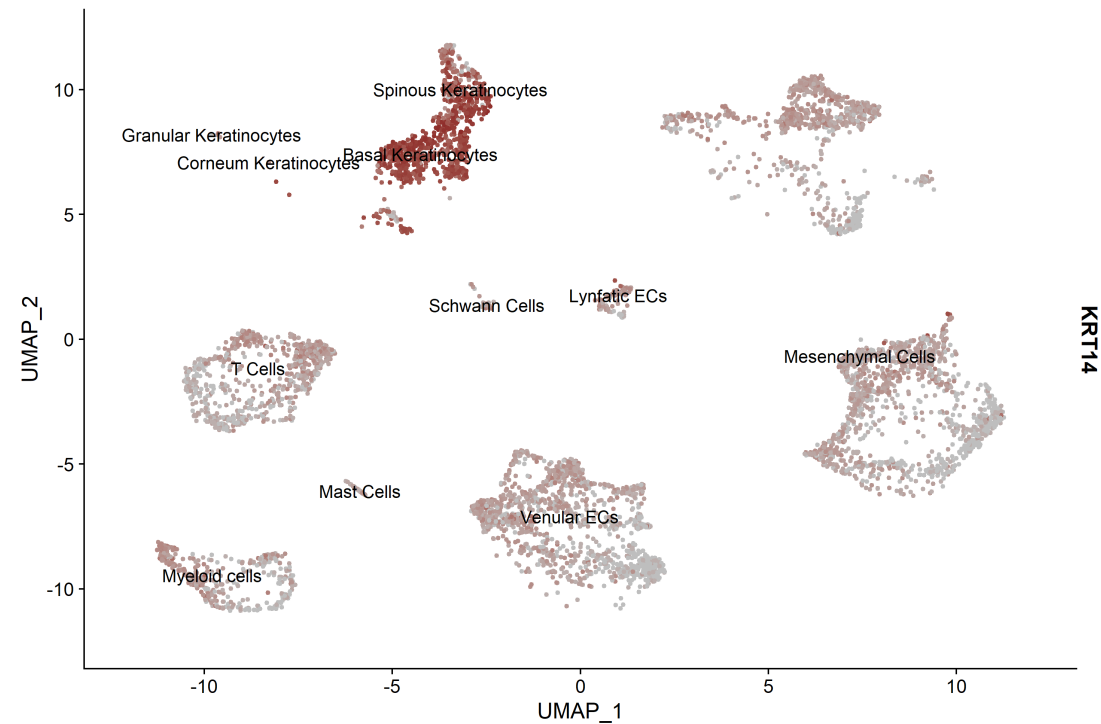 10
Spinous Keratinocytes
Granular Keratinocytes
Corneum Keratinocytes
Basal Keratinocytes
5
Schwann Cells
Lynfatic ECs
UMAP_2
KRT14
0
Mesenchymal Cells
T Cells
-5
Mast Cells
Venular ECs
Myeloid cells
-10
-10
-5
0
5
10
UMAP_1